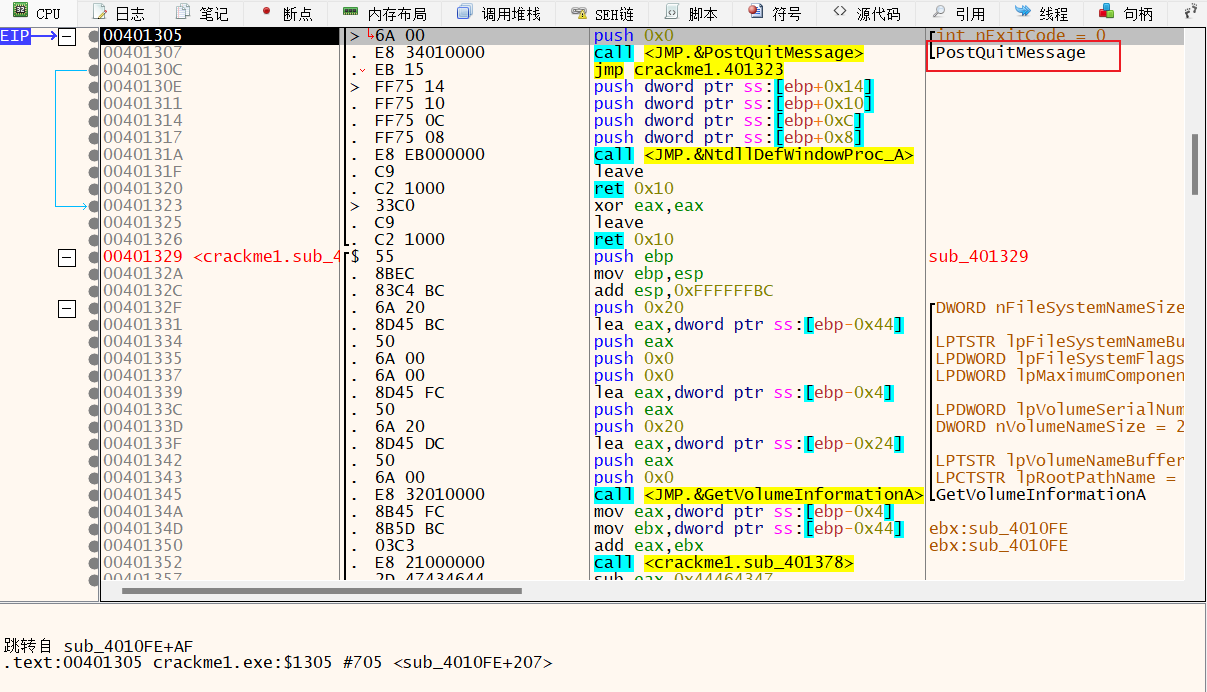 CPU 日志 笔记 断点 内存布局 调用堆栈 SEH链 脚本 符号 源代码 引用 线程 句柄
EIP 00401305 > 6A 00 push 0x0 int nExitCode = 0
00401307 . E8 34010000 call <JMP.&PostQuitMessage> PostQuitMessage
0040130C . EB 15 jmp crackme1.401323
0040130E > FF75 14 push dword ptr ss:[ebp+0x14]
00401311 . FF75 10 push dword ptr ss:[ebp+0x10]
00401314 . FF75 0C push dword ptr ss:[ebp+0xC]
00401317 . FF75 08 push dword ptr ss:[ebp+0x8]
0040131A . E8 EB000000 call <JMP.&NtdllDefWindowProc_A>
0040131F . C9 leave
00401320 . C2 1000 ret 0x10
00401323 > 33C0 xor eax,eax
00401325 . C9 leave
00401326 . C2 1000 ret 0x10
00401329 <crackme1.sub_4 $ 55 push ebp sub_401329
0040132A . 8BEC mov ebp,esp
0040132C . 83C4 BC add esp,0xFFFFFFBC
0040132F . 6A 20 push 0x20 DWORD nFileSystemNameSize
00401331 . 8D45 BC lea eax,dword ptr ss:[ebp-0x44]
00401334 . 50 push eax LPTSTR lpFileSystemNameBu
00401335 . 6A 00 push 0x0 LPDWORD lpFileSystemFlags
00401337 . 6A 00 push 0x0 LPDWORD lpMaximumComponen
00401339 . 8D45 FC lea eax,dword ptr ss:[ebp-0x4]
0040133C . 50 push eax LPDWORD lpVolumeSerialNum
0040133D . 6A 20 push 0x20 DWORD nVolumeNameSize = 2
0040133F . 8D45 DC lea eax,dword ptr ss:[ebp-0x24]
00401342 . 50 push eax LPTSTR lpVolumeNameBuffer
00401343 . 6A 00 push 0x0 LPCTSTR lpRootPathName =
00401345 . E8 32010000 call <JMP.&GetVolumeInformationA> GetVolumeInformationA
0040134A . 8B45 FC mov eax,dword ptr ss:[ebp-0x4]
0040134D . 8B5D BC mov ebx,dword ptr ss:[ebp-0x44] ebx:sub_4010FE
00401350 . 03C3 add eax,ebx ebx:sub_4010FE
00401352 . E8 21000000 call <crackme1.sub_401378>
00401357 . 2D 47434644 sub eax,0x44464347
跳转自 sub_4010FE+AF
.text:00401305 crackme1.exe:$1305 #705 <sub_4010FE+207>